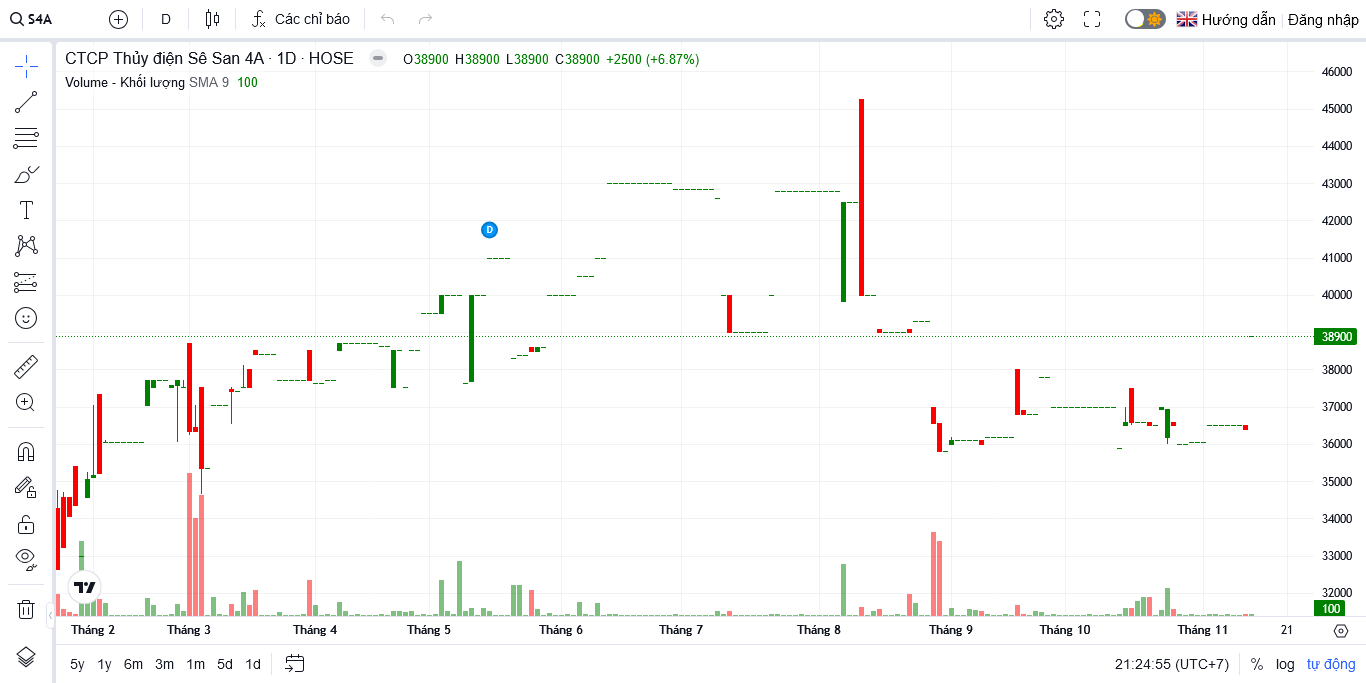 S4A D Các chỉ báo Hướng dẫn Đăng nhập
CTCP Thủy điện Sê San 4A · 1D · HOSE O38900 H38900 L38900 C38900 +2500 (+6.87%)
Volume - Khối lượng SMA 9 100
46000
45000
44000
43000
42000
D
41000
40000
38900
38000
37000
36000
35000
34000
33000
32000
100
Tháng 2 Tháng 3 Tháng 4 Tháng 5 Tháng 6 Tháng 7 Tháng 8 Tháng 9 Tháng 10 Tháng 11 21
5y 1y 6m 3m 1m 5d 1d 21:24:55 (UTC+7) % log tự động